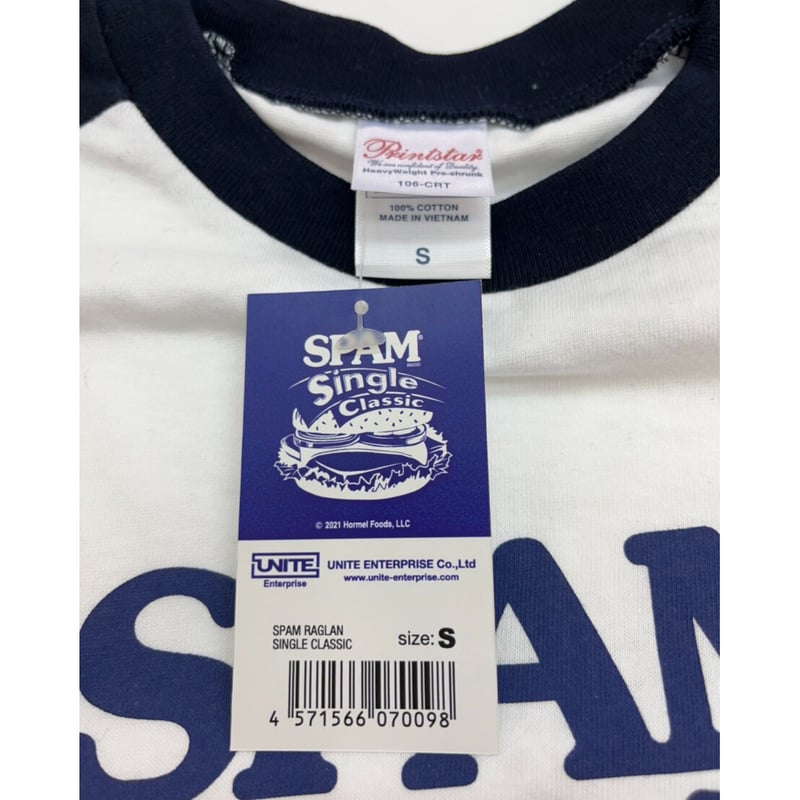 Printstar®
We are confident of Quality.
HeavyWeight Pre-shrunk
106-CRT
100% COTTON
MADE IN VIETNAM
S
SPAM®
BRAND
Single
Classic
© 2021 Hormel Foods, LLC
UNITE
Enterprise
UNITE ENTERPRISE Co.,Ltd
www.unite-enterprise.com
SPAM RAGLAN
SINGLE CLASSIC
size: S
4 571566 070098
SPAM